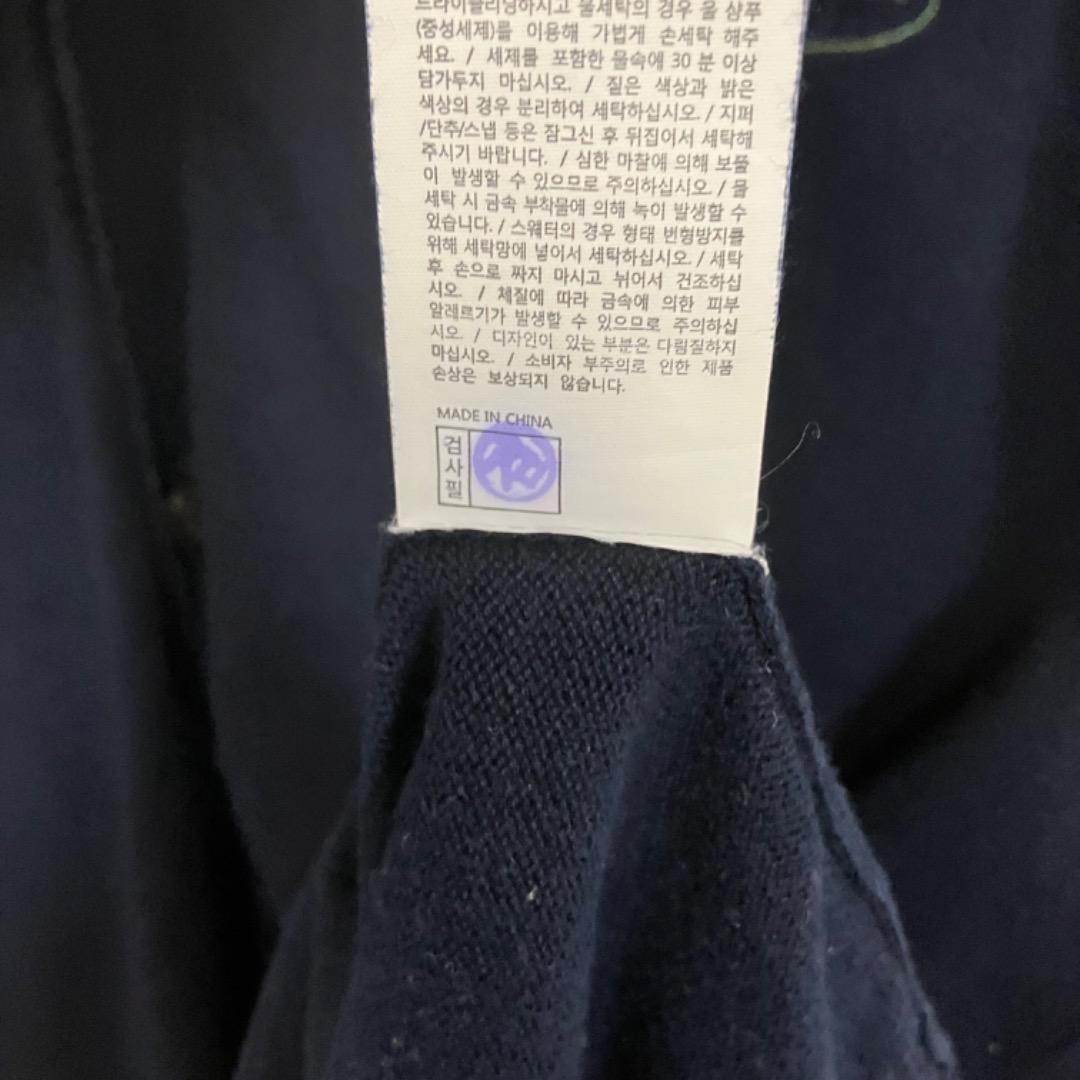 드라이클리닝하시고 물세탁의 경우 울 샴푸
(중성세제)를 이용해 가볍게 손세탁 해주
세요. / 세제를 포함한 물속에 30 분 이상
담가두지 마십시오. / 짙은 색상과 밝은
색상의 경우 분리하여 세탁하십시오. / 지퍼
/단추/스냅 등은 잠그신 후 뒤집어서 세탁해
주시기 바랍니다. / 심한 마찰에 의해 보풀
이 발생할 수 있으므로 주의하십시오. / 물
세탁 시 금속 부착물에 의해 녹이 발생할 수
있습니다. / 스웨터의 경우 형태 변형방지를
위해 세탁망에 넣어서 세탁하십시오. / 세탁
후 손으로 짜지 마시고 뉘어서 건조하십
시오. / 체질에 따라 금속에 의한 피부
알레르기가 발생할 수 있으므로 주의하십
시오. / 디자인이 있는 부분은 다림질하지
마십시오. / 소비자 부주의로 인한 제품
손상은 보상되지 않습니다.
MADE IN CHINA
검사필